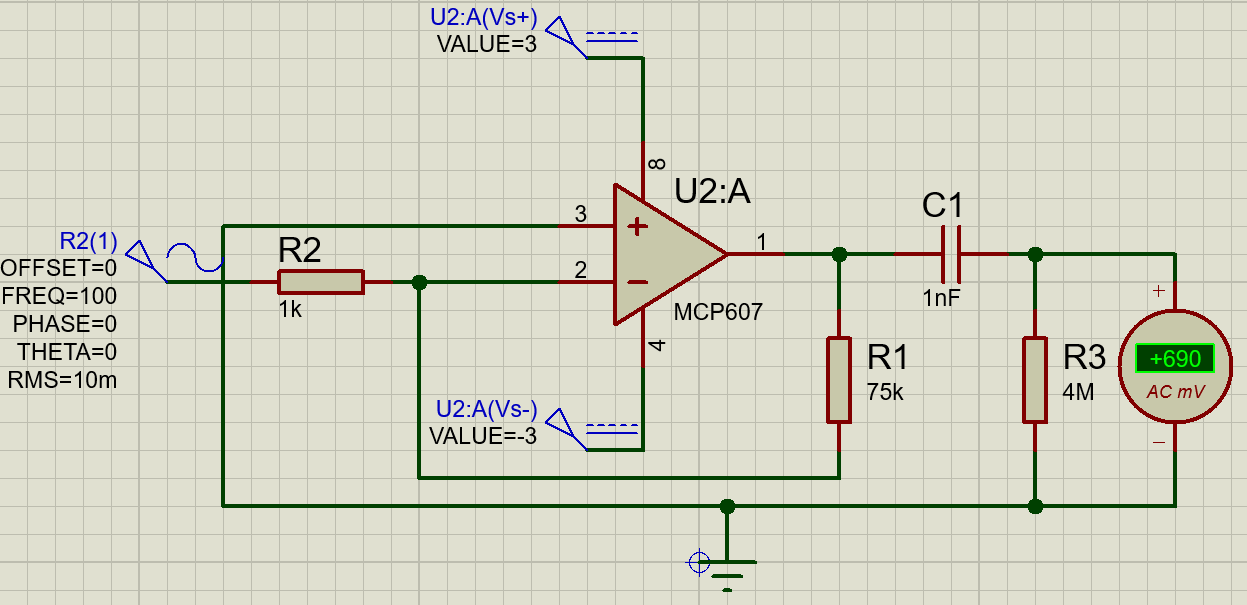 U2:A(Vs+)
VALUE=3
8
U2:A
3
+
1
C1
R2(1)
OFFSET=0
FREQ=100
PHASE=0
THETA=0
RMS=10m
R2
1k
2
−
MCP607
1nF
4
U2:A(Vs-)
VALUE=-3
R1
75k
R3
4M
+
+690
AC mV
−